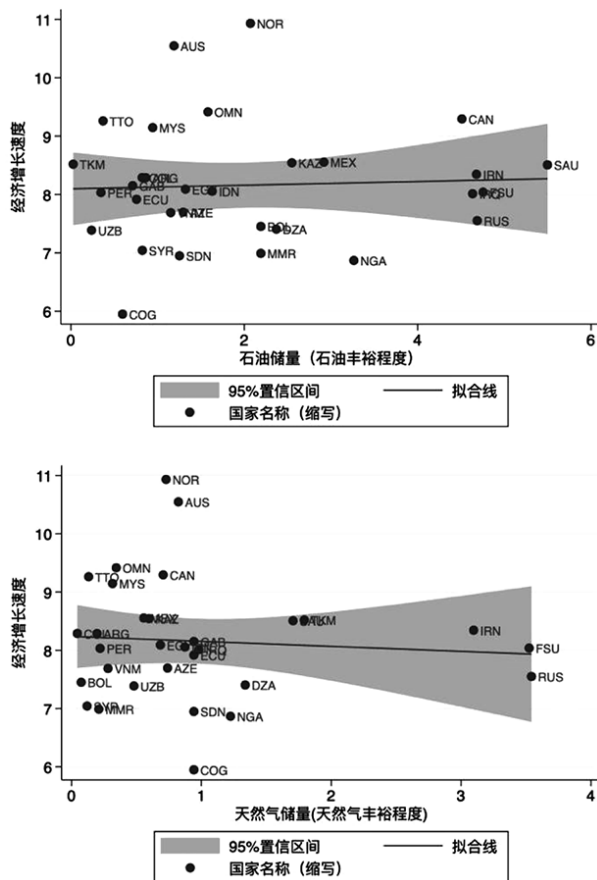 经济增长速度
11
10
9
8
7
6
NOR
AUS
OMN
TTO
MYS
CAN
TKM
KAZ
MEX
SAU
IRN
GAB
PER
ECU
IDN
FSU
RUS
AZE
UZB
DZA
SYR
SDN
MMR
NGA
COG
0 2 4 6
石油储量（石油丰裕程度）
95%置信区间 拟合线
国家名称（缩写）
经济增长速度
11
10
9
8
7
6
NOR
AUS
OMN
TTO
CAN
MYS
TKM
ARG
IRN
GAB
PER
FSU
ECU
VNM
AZE
RUS
BOL
UZB
DZA
SYR
MMR
SDN
NGA
COG
0 1 2 3 4
天然气储量(天然气丰裕程度)
95%置信区间 拟合线
国家名称（缩写）